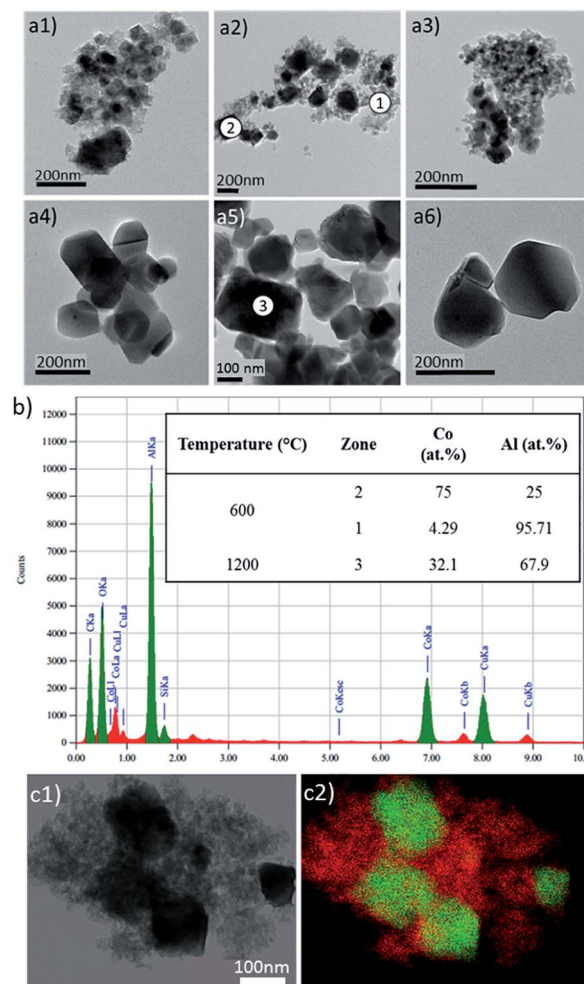 a1)
200nm
a2)
1
2
200 nm
a3)
200nm
a4)
200nm
a5)
3
100 nm
a6)
200nm
b)
Counts
13000
12000
11000
10000
9000
8000
7000
6000
5000
4000
3000
2000
1000
0
CKa
OKa
CoLl
CoLa
CuLl
CuLa
AlKa
SiKa
CoKesc
CoKa
CoKb
CuKa
CuKb
Temperature (°C) Zone Co (at.%) Al (at.%)
600
2 75 25
1 4.29 95.71
1200 3 32.1 67.9
0.00 1.00 2.00 3.00 4.00 5.00 6.00 7.00 8.00 9.00
c1)
100nm
c2)